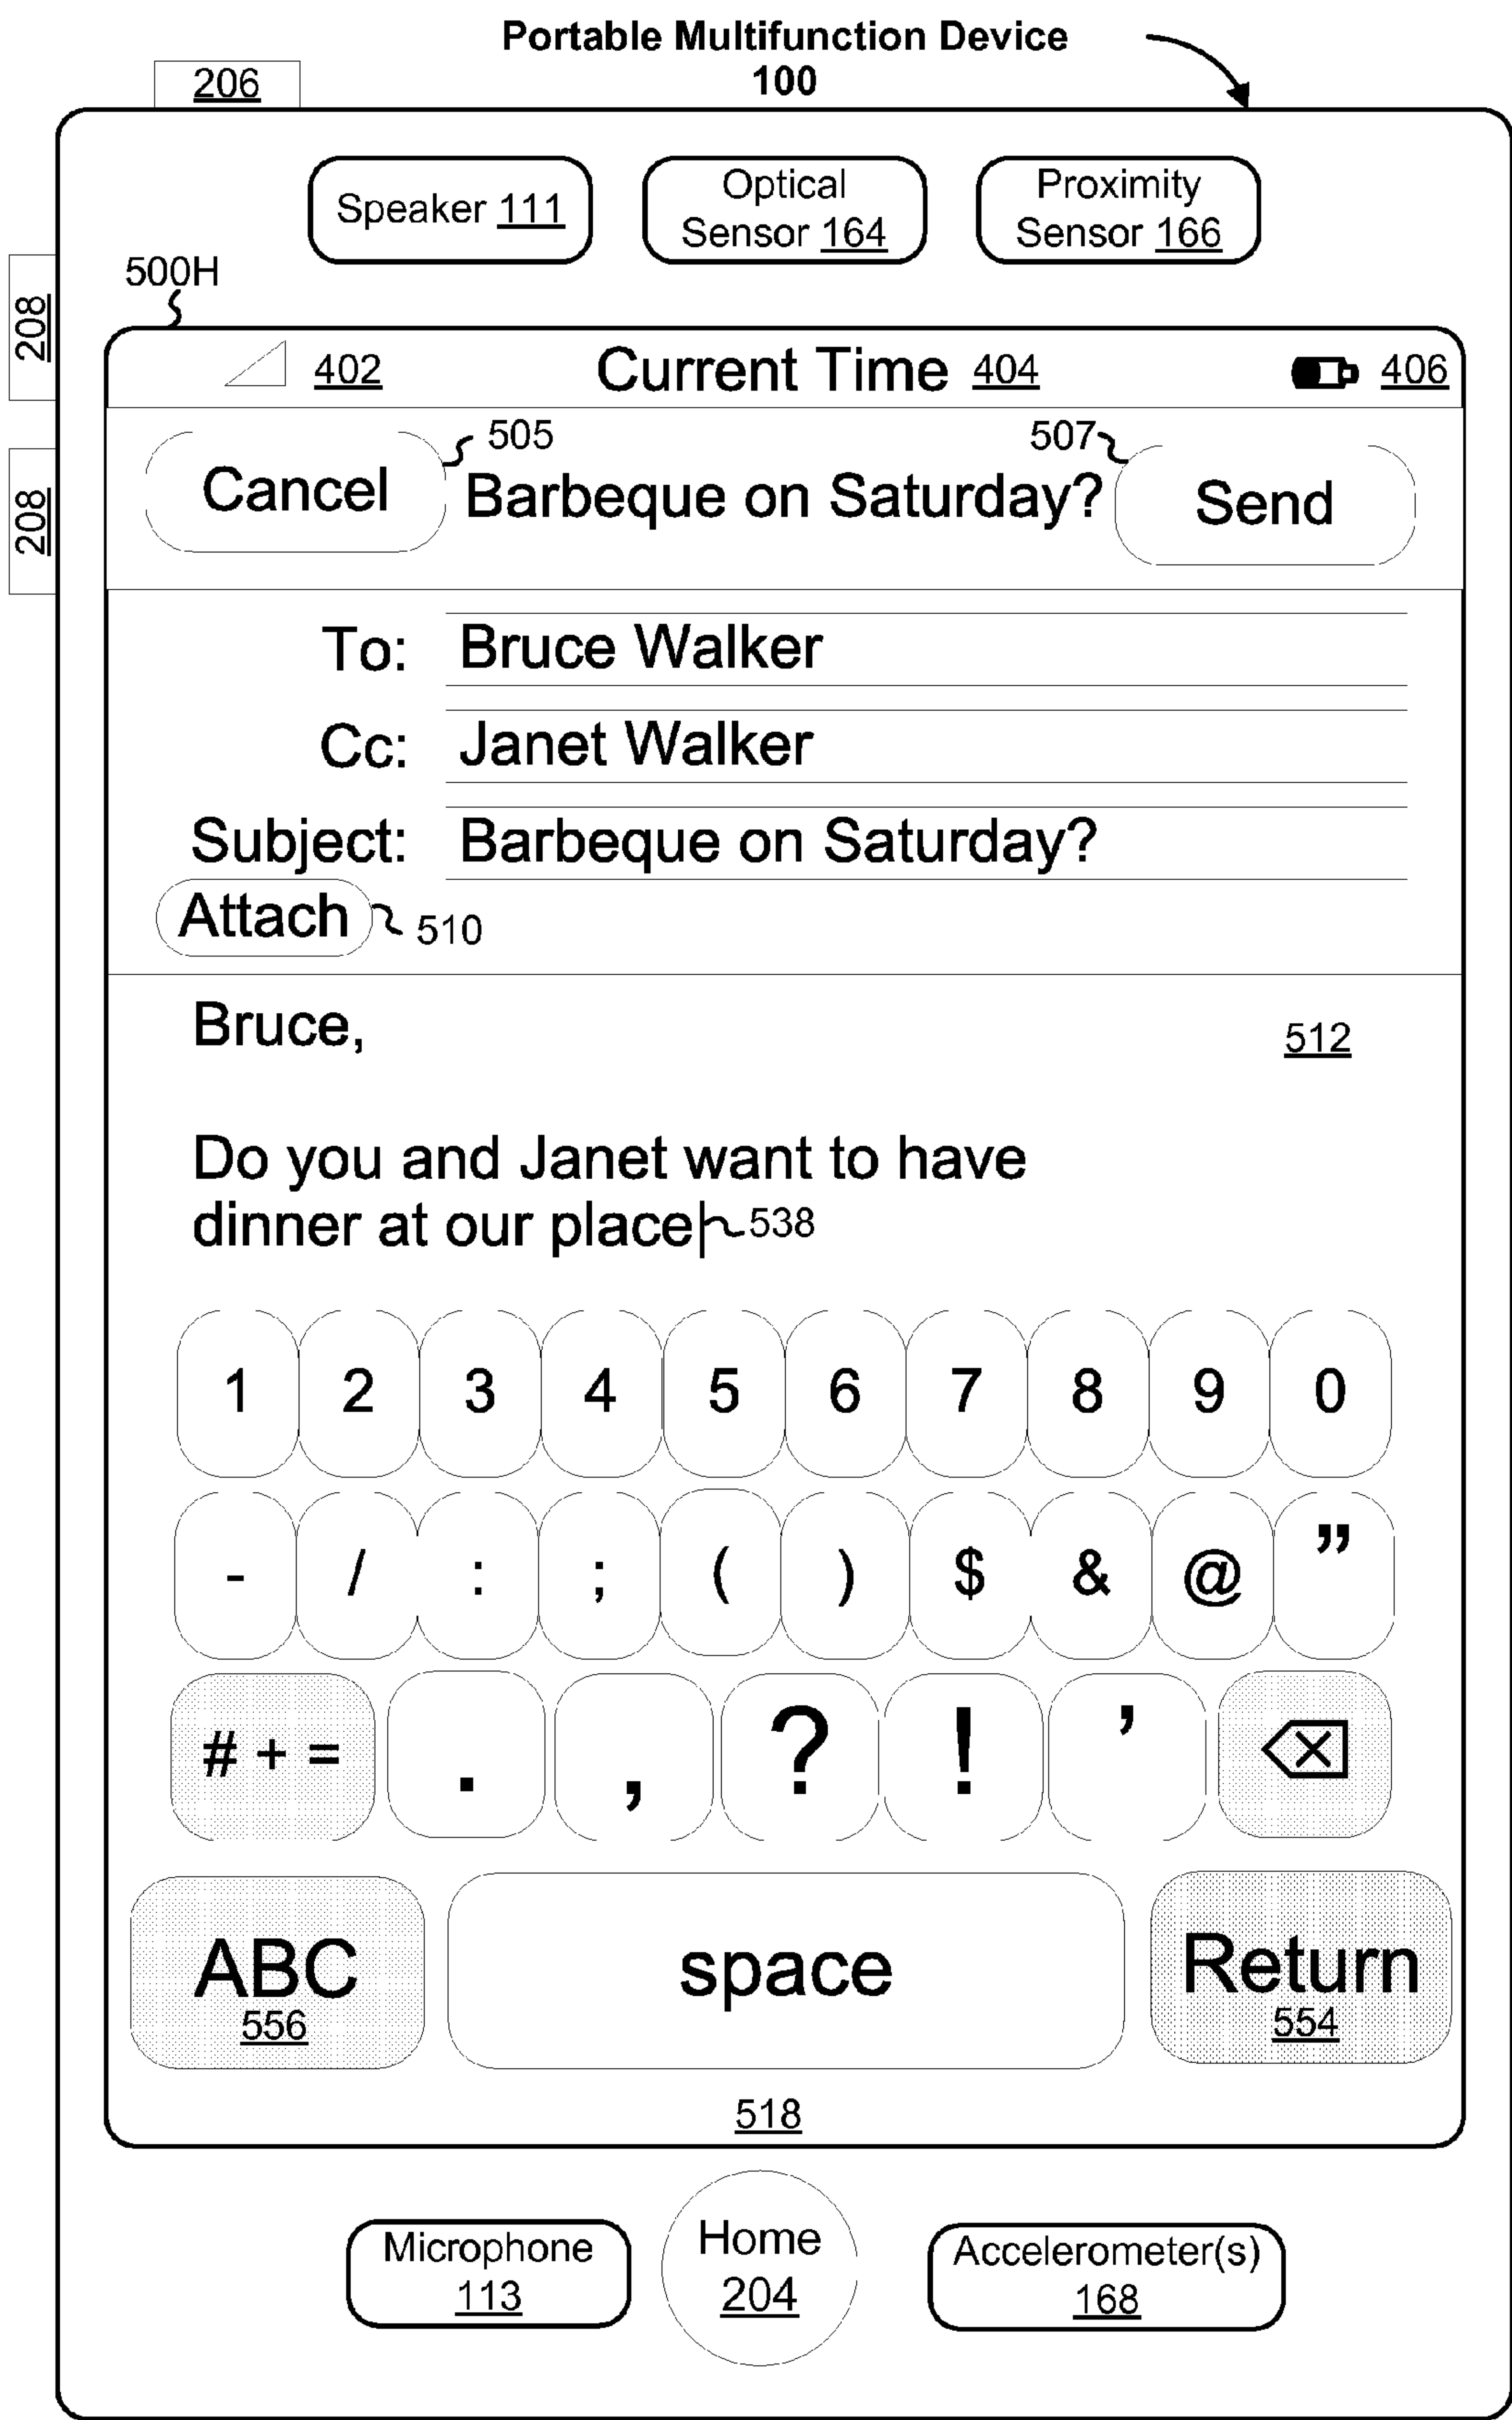 Portable Multifunction Device
100
206
Speaker 111
Optical
Sensor 164
Proximity
Sensor 166
208
208
500H
402
Current Time 404
406
Cancel
505
Barbeque on Saturday?
507
Send
To: Bruce Walker
Cc: Janet Walker
Subject: Barbeque on Saturday?
Attach 510
Bruce,
512
Do you and Janet want to have
dinner at our place 538
1 2 3 4 5 6 7 8 9 0
- / : ; ( ) $ & @ ”
# + = . , ? ! ’
ABC
556
space
Return
554
518
Microphone
113
Home
204
Accelerometer(s)
168